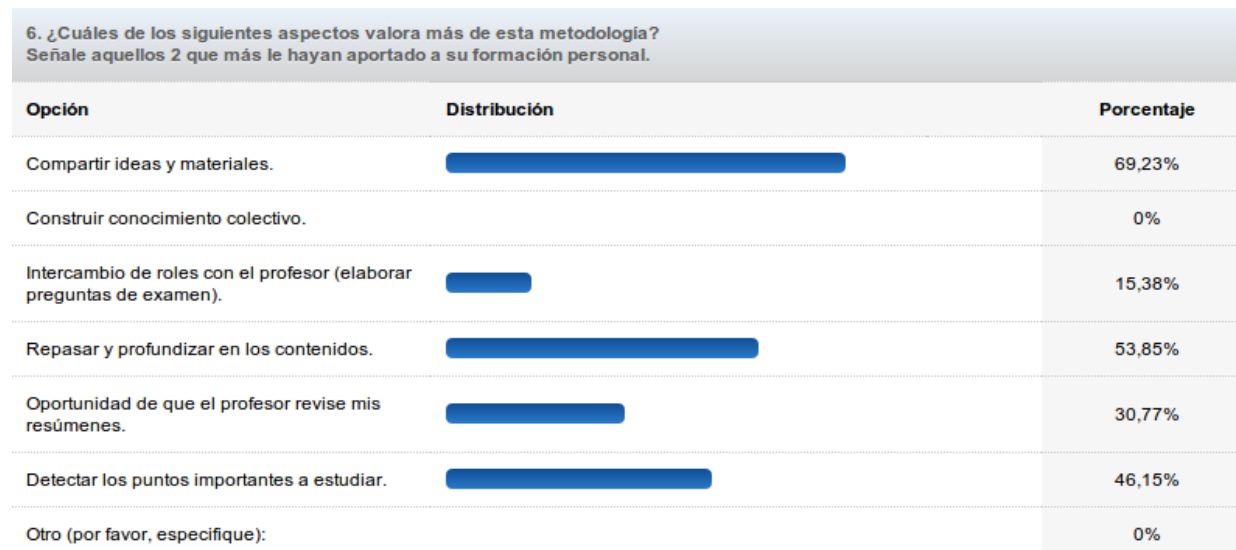 6. ¿Cuáles de los siguientes aspectos valora más de esta metodología?
Señale aquellos 2 que más le hayan aportado a su formación personal.
Opción Distribución Porcentaje
Compartir ideas y materiales. 69,23%
Construir conocimiento colectivo. 0%
Intercambio de roles con el profesor (elaborar
preguntas de examen). 15,38%
Repasar y profundizar en los contenidos. 53,85%
Oportunidad de que el profesor revise mis
resúmenes. 30,77%
Detectar los puntos importantes a estudiar. 46,15%
Otro (por favor, especifique): 0%